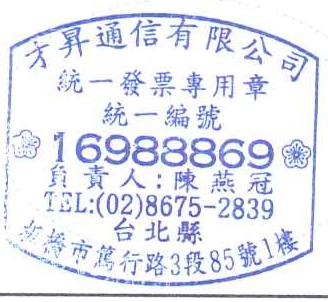 才昇通信有限公司
統一發票專用章
統一編號
16988869
負責人:陳燕冠
TEL:(02)8675-2839
台北縣
板橋市篤行路3段85號1樓